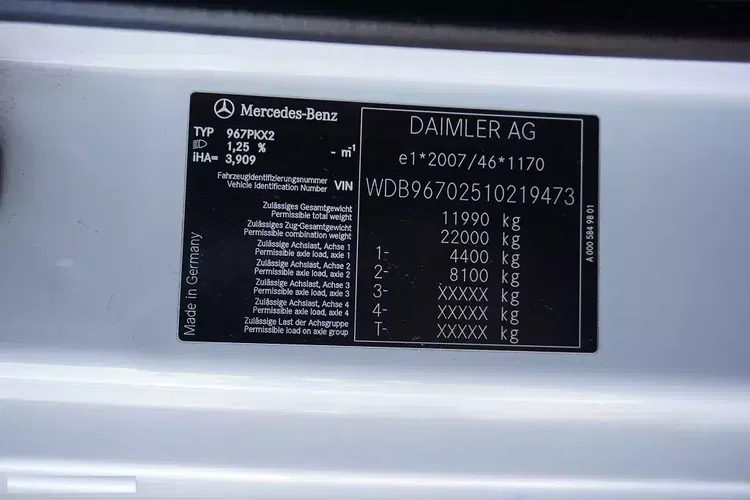 Mercedes-Benz
TYP 967PKX2
1,25 % - m⁻¹
iHA= 3,909
Fahrzeugidentifizierungsnummer
Vehicle Identification Number VIN
Zulässiges Gesamtgewicht
Permissible total weight
Zulässiges Zug-Gesamtgewicht
Permissible combination weight
Zulässige Achslast, Achse 1
Permissible axle load, axle 1
Zulässige Achslast, Achse 2
Permissible axle load, axle 2
Zulässige Achslast, Achse 3
Permissible axle load, axle 3
Zulässige Achslast, Achse 4
Permissible axle load, axle 4
Zulässige Last der Achsgruppe
Permissible load on axle group
Made in Germany
DAIMLER AG
e1*2007/46*1170
WDB96702510219473
11990 kg
22000 kg
1- 4400 kg
2- 8100 kg
3- XXXXX kg
4- XXXXX kg
T- XXXXX kg
A 000 584 98 01